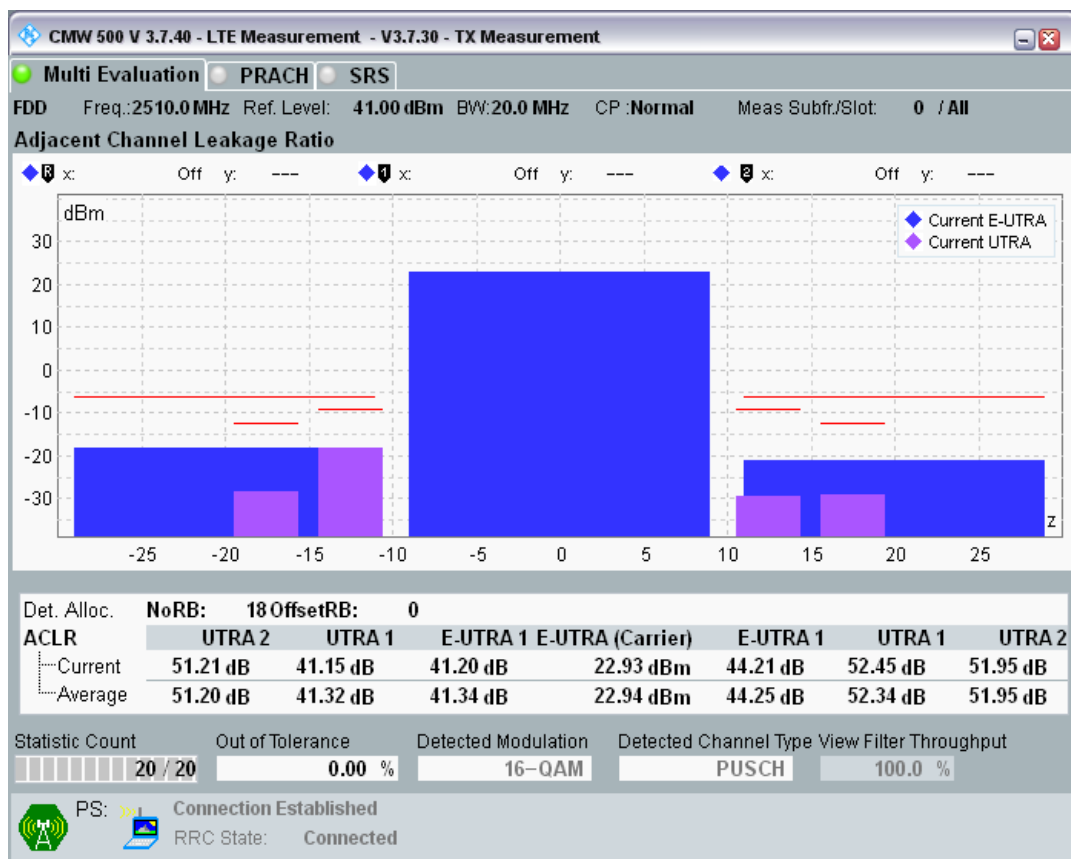 CMW 500 V 3.7.40 - LTE Measurement - V3.7.30 - TX Measurement
Multi Evaluation PRACH SRS
FDD Freq.:2510.0 MHz Ref. Level: 41.00 dBm BW:20.0 MHz CP :Normal Meas Subfr./Slot: 0 / All
Adjacent Channel Leakage Ratio
R x: Off y: --- 1 x: Off y: --- 2 x: Off y: ---
dBm
Current E-UTRA
Current UTRA
30
20
10
0
-10
-20
-30
z
-25 -20 -15 -10 -5 0 5 10 15 20 25
Det. Alloc. NoRB: 18 OffsetRB: 0
ACLR UTRA 2 UTRA 1 E-UTRA 1 E-UTRA (Carrier) E-UTRA 1 UTRA 1 UTRA 2
Current 51.21 dB 41.15 dB 41.20 dB 22.93 dBm 44.21 dB 52.45 dB 51.95 dB
Average 51.20 dB 41.32 dB 41.34 dB 22.94 dBm 44.25 dB 52.34 dB 51.95 dB
Statistic Count Out of Tolerance Detected Modulation Detected Channel Type View Filter Throughput
20 / 20 0.00 % 16-QAM PUSCH 100.0 %
PS: Connection Established
RRC State: Connected